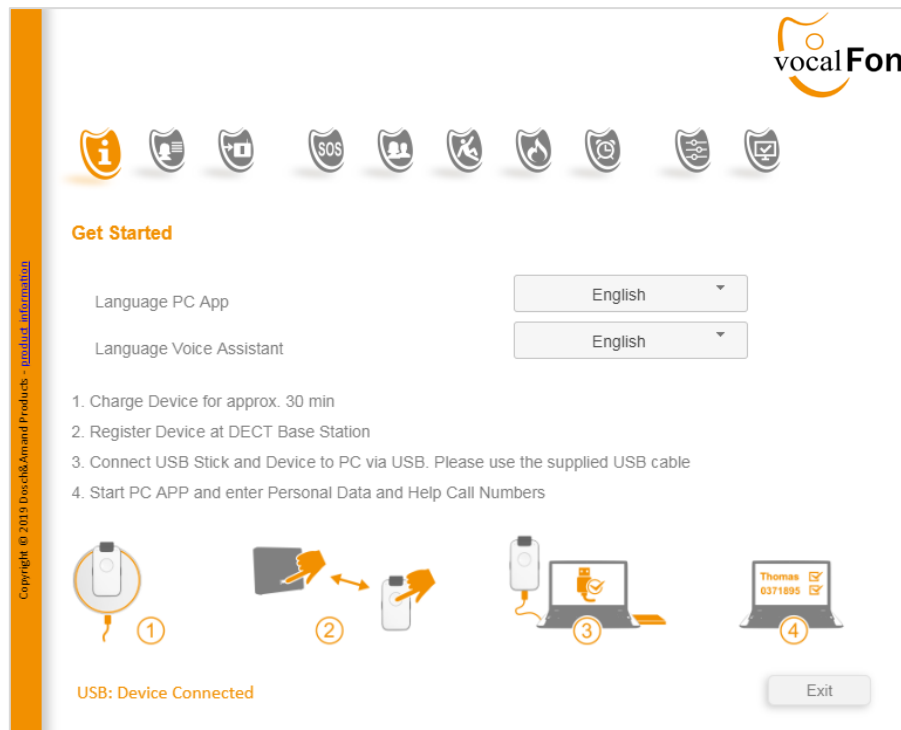 vocalFon
SOS
Get Started
Language PC App
English
Language Voice Assistant
English
1. Charge Device for approx. 30 min
2. Register Device at DECT Base Station
3. Connect USB Stick and Device to PC via USB. Please use the supplied USB cable
4. Start PC APP and enter Personal Data and Help Call Numbers
Thomas
0371895
1
2
3
4
USB: Device Connected
Exit
Copyright © 2019 Dosch&Amand Products - product information